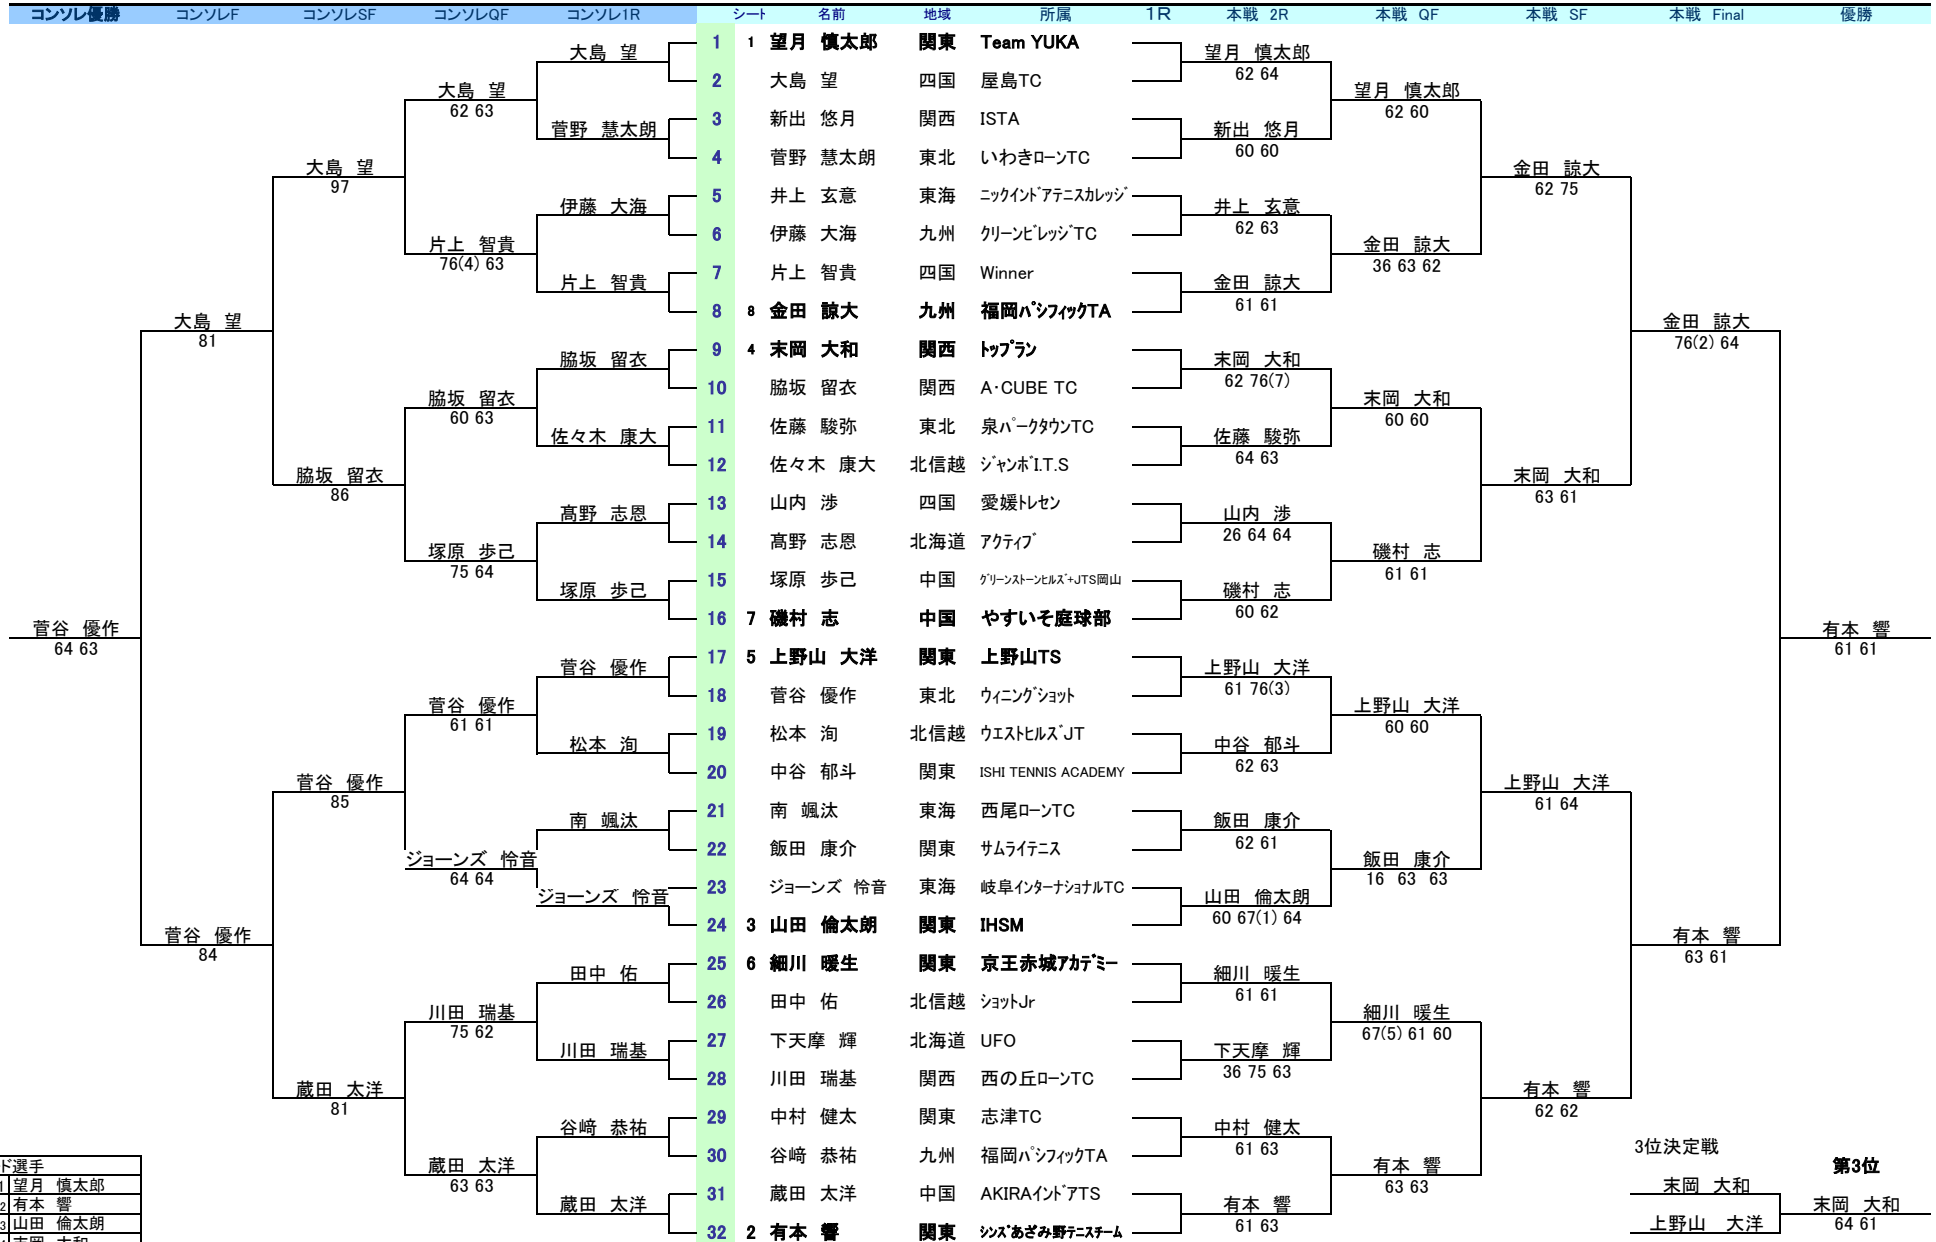 コンソレ優勝 コンソレF コンソレSF コンソレQF コンソレ1R シート 名前 地域 所属 1R 本戦 2R 本戦 QF 本戦 SF 本戦 Final 優勝
1 1 望月 慎太郎 関東 Team YUKA
大島 望 望月 慎太郎
62 64
2 大島 望 四国 屋島TC
大島 望 望月 慎太郎
62 63 62 60
3 新出 悠月 関西 ISTA
菅野 慧太朗 新出 悠月
60 60
4 菅野 慧太朗 東北 いわきローンTC
大島 望 金田 諒大
97 62 75
5 井上 玄意 東海 ニックインドアテニスカレッジ
伊藤 大海 井上 玄意
62 63
6 伊藤 大海 九州 クリーンビレッジTC
片上 智貴 金田 諒大
76(4) 63 36 63 62
7 片上 智貴 四国 Winner
片上 智貴 金田 諒大
61 61
8 8 金田 諒大 九州 福岡パシフィックTA
大島 望 金田 諒大
81 76(2) 64
9 4 末岡 大和 関西 トップラン
脇坂 留衣 末岡 大和
62 76(7)
10 脇坂 留衣 関西 A・CUBE TC
脇坂 留衣 末岡 大和
60 63 60 60
11 佐藤 駿弥 東北 泉パークタウンTC
佐々木 康大 佐藤 駿弥
64 63
12 佐々木 康大 北信越 ジャンボI.T.S
脇坂 留衣 末岡 大和
86 63 61
13 山内 渉 四国 愛媛トレセン
髙野 志恩 山内 渉
26 64 64
14 髙野 志恩 北海道 アクティブ
塚原 歩己 磯村 志
75 64 61 61
15 塚原 歩己 中国 グリーンストーンヒルズ+JTS岡山
塚原 歩己 磯村 志
60 62
16 7 磯村 志 中国 やすいそ庭球部
菅谷 優作 有本 響
64 63 61 61
17 5 上野山 大洋 関東 上野山TS
菅谷 優作 上野山 大洋
61 76(3)
18 菅谷 優作 東北 ウィニングショット
菅谷 優作 上野山 大洋
61 61 60 60
19 松本 洵 北信越 ウエストヒルズJT
松本 洵 中谷 郁斗
62 63
20 中谷 郁斗 関東 ISHI TENNIS ACADEMY
菅谷 優作 上野山 大洋
85 61 64
21 南 颯汰 東海 西尾ローンTC
南 颯汰 飯田 康介
62 61
22 飯田 康介 関東 サムライテニス
ジョーンズ 怜音 飯田 康介
64 64 16 63 63
23 ジョーンズ 怜音 東海 岐阜インターナショナルTC
ジョーンズ 怜音 山田 倫太朗
60 67(1) 64
24 3 山田 倫太朗 関東 IHSM
菅谷 優作 有本 響
84 63 61
25 6 細川 暖生 関東 京王赤城アカデミー
田中 佑 細川 暖生
61 61
26 田中 佑 北信越 ショットJr
川田 瑞基 細川 暖生
75 62 67(5) 61 60
27 下天摩 輝 北海道 UFO
川田 瑞基 下天摩 輝
36 75 63
28 川田 瑞基 関西 西の丘ローンTC
蔵田 太洋 有本 響
81 62 62
29 中村 健太 関東 志津TC
谷﨑 恭祐 中村 健太
61 63
3位決定戦
30 谷﨑 恭祐 九州 福岡パシフィックTA
ド選手 蔵田 太洋 有本 響 第3位
63 63 63 63
1 望月 慎太郎
31 蔵田 太洋 中国 AKIRAインドアTS
末岡 大和
2 有本 響 蔵田 太洋 有本 響 末岡 大和
61 63 64 61
3 山田 倫太朗 上野山 大洋
32 2 有本 響 関東 シンズあざみ野テニスチーム